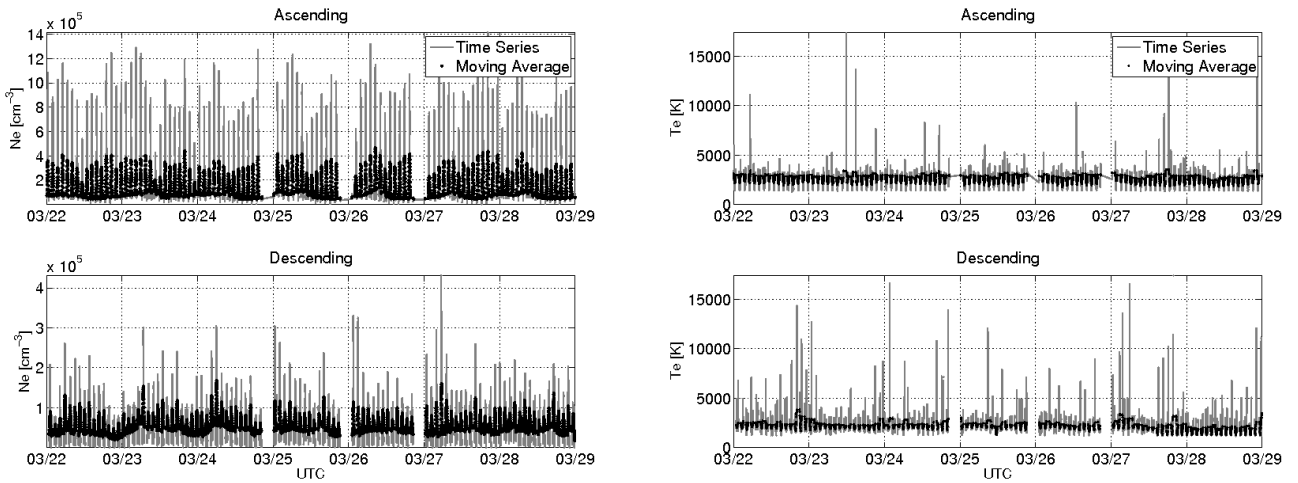 Ascending
x 10^5
Ne [cm^-3]
14
12
10
8
6
4
2
Time Series
Moving Average
03/22 03/23 03/24 03/25 03/26 03/27 03/28 03/29
Ascending
Te [K]
15000
10000
5000
0
Time Series
Moving Average
03/22 03/23 03/24 03/25 03/26 03/27 03/28 03/29
Descending
x 10^5
Ne [cm^-3]
4
3
2
1
03/22 03/23 03/24 03/25 03/26 03/27 03/28 03/29
UTC
Descending
Te [K]
15000
10000
5000
0
03/22 03/23 03/24 03/25 03/26 03/27 03/28 03/29
UTC